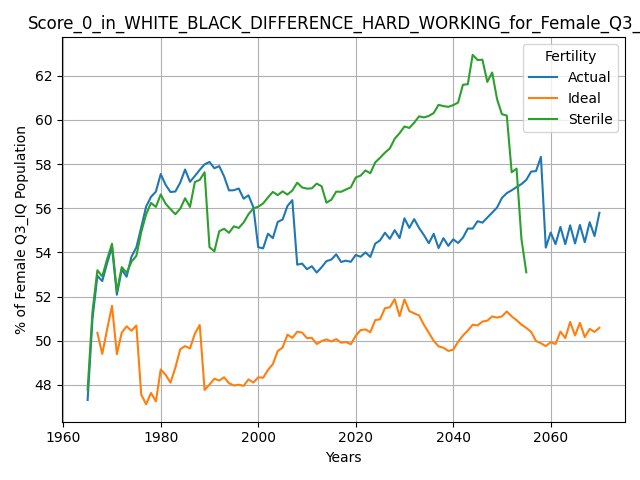 Score_0_in_WHITE_BLACK_DIFFERENCE_HARD_WORKING_for_Female_Q3_
% of Female Q3_IQ Population
62
60
58
56
54
52
50
48
Fertility
Actual
Ideal
Sterile
1960 1980 2000 2020 2040 2060
Years